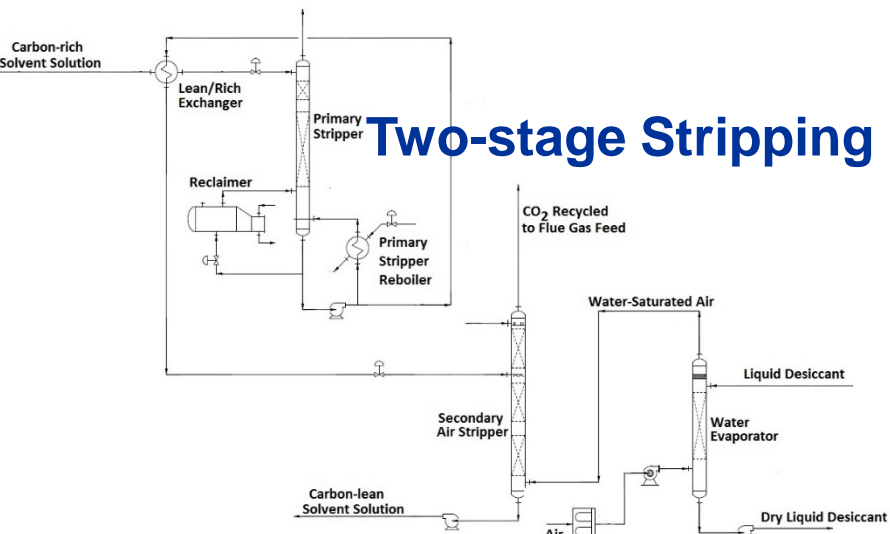 Carbon-rich
Solvent Solution
Lean/Rich
Exchanger
Primary
Stripper
Two-stage Stripping
Reclaimer
CO₂ Recycled
to Flue Gas Feed
Primary
Stripper
Reboiler
Water-Saturated Air
Liquid Desiccant
Secondary
Air Stripper
Water
Evaporator
Carbon-lean
Solvent Solution
Air
Dry Liquid Desiccant